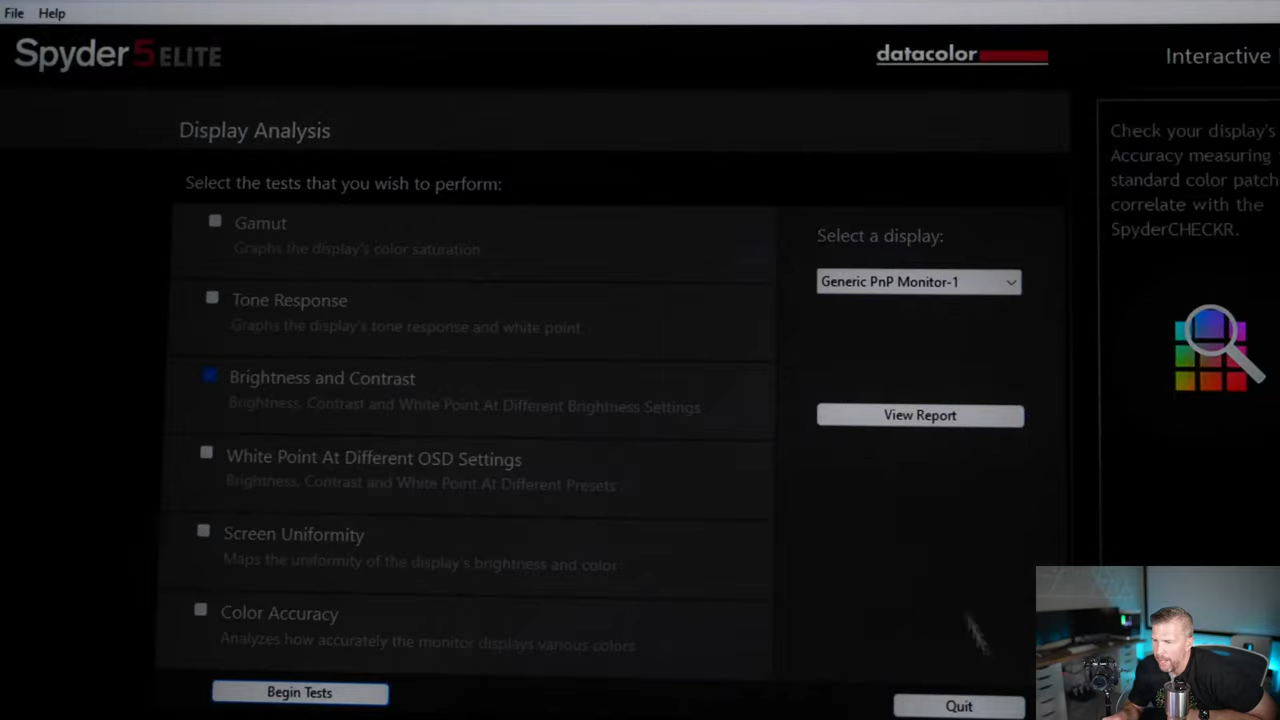 File Help
Spyder5ELITE
datacolor
Interactive
Display Analysis
Select the tests that you wish to perform:
Gamut
Graphs the display's color saturation
Tone Response
Graphs the display's tone response and white point
Brightness and Contrast
Brightness, Contrast and White Point At Different Brightness Settings
White Point At Different OSD Settings
Brightness, Contrast and White Point At Different Presets
Screen Uniformity
Maps the uniformity of the display's brightness and color
Color Accuracy
Analyzes how accurately the monitor displays various colors
Begin Tests
Select a display:
Generic PnP Monitor-1
View Report
Quit
Check your display's
Accuracy measuring
standard color patch
correlate with the
SpyderCHECKR.